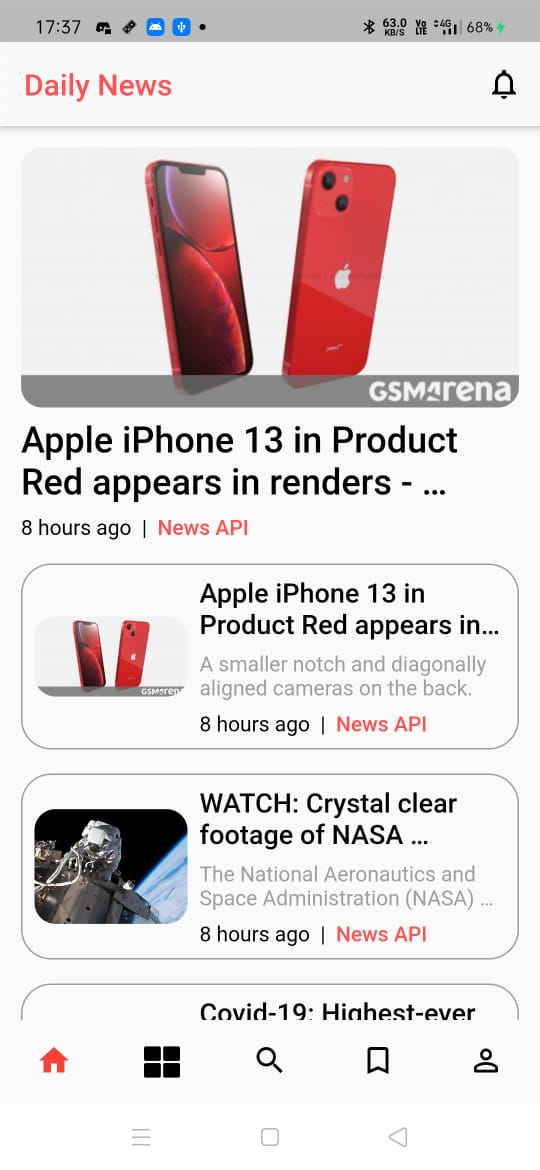 17:37
63.0
KB/S
Vo
LTE
4G
68%
Daily News
GSMarena
Apple iPhone 13 in Product
Red appears in renders - ...
8 hours ago | News API
Apple iPhone 13 in
Product Red appears in...
GSMarena
A smaller notch and diagonally
aligned cameras on the back.
8 hours ago | News API
WATCH: Crystal clear
footage of NASA ...
The National Aeronautics and
Space Administration (NASA) ...
8 hours ago | News API
Covid-19: Highest-ever